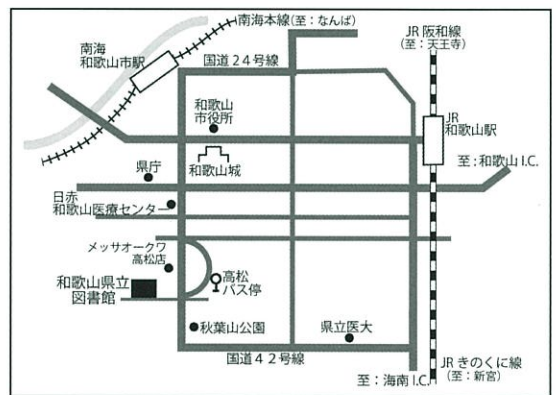 南海本線(至：なんば)
JR 阪和線
(至：天王寺)
南海
和歌山市駅
国道24号線
和歌山
市役所
JR
和歌山駅
和歌山城
至：和歌山 I.C.
県庁
日赤
和歌山医療センター
メッサオークワ
高松店
高松
バス停
和歌山県立
図書館
秋葉山公園
県立医大
国道42号線
JR きのくに線
(至：新宮)
至：海南 I.C.